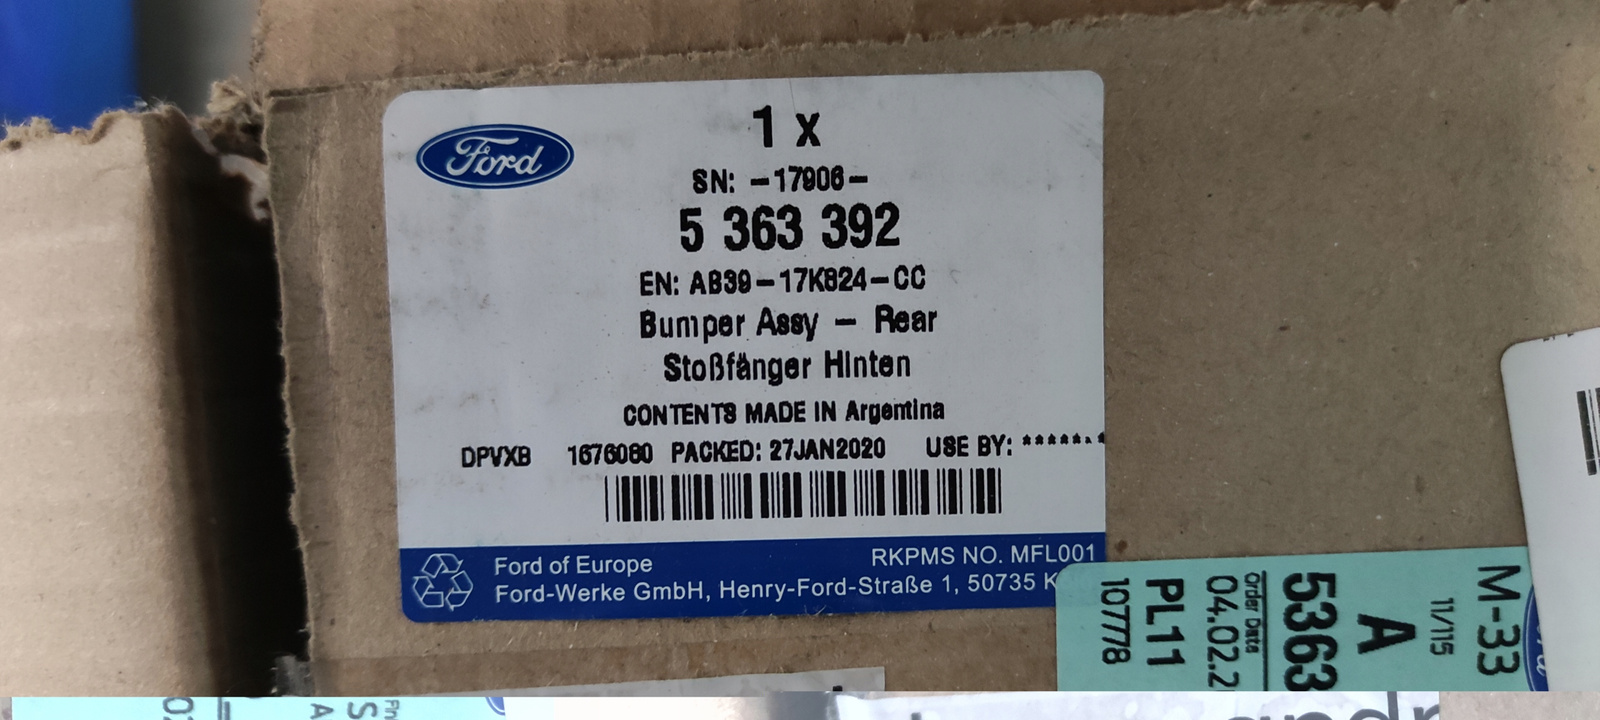 Ford
1 x
SN: -17906-
5 363 392
EN: AB39-17K824-CC
Bumper Assy - Rear
Stoßfänger Hinten
CONTENTS MADE IN Argentina
DPVXB 1676080 PACKED: 27JAN2020 USE BY: *******
Ford of Europe
RKPMS NO. MFL001
Ford-Werke GmbH, Henry-Ford-Straße 1, 50735 K
M-33
11/115
A
5363
Order Date
04.02.2
PL11
107778